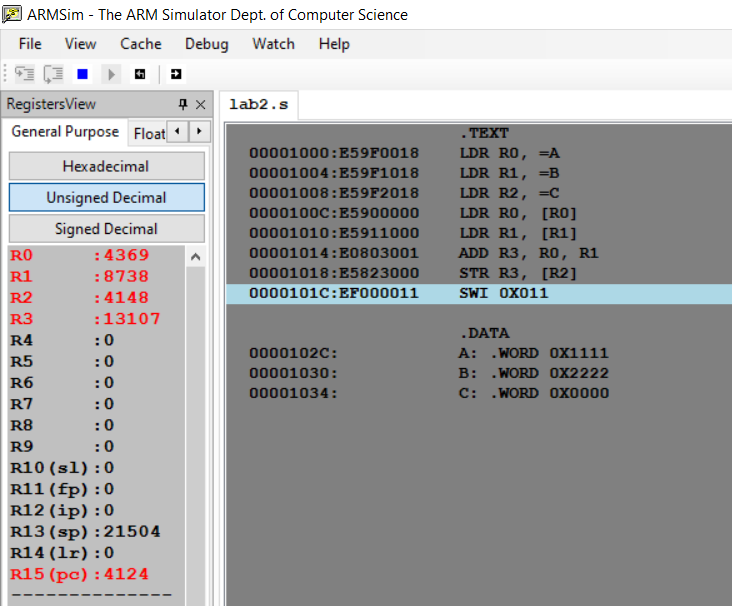 ARMSim - The ARM Simulator Dept. of Computer Science
File View Cache Debug Watch Help
RegistersView
General Purpose Float
Hexadecimal
Unsigned Decimal
Signed Decimal
R0 :4369
R1 :8738
R2 :4148
R3 :13107
R4 :0
R5 :0
R6 :0
R7 :0
R8 :0
R9 :0
R10(sl):0
R11(fp):0
R12(ip):0
R13(sp):21504
R14(lr):0
R15(pc):4124
---------------
lab2.s
.TEXT
00001000:E59F0018 LDR R0, =A
00001004:E59F1018 LDR R1, =B
00001008:E59F2018 LDR R2, =C
0000100C:E5900000 LDR R0, [R0]
00001010:E5911000 LDR R1, [R1]
00001014:E0803001 ADD R3, R0, R1
00001018:E5823000 STR R3, [R2]
0000101C:EF000011 SWI 0X011
.DATA
0000102C: A: .WORD 0X1111
00001030: B: .WORD 0X2222
00001034: C: .WORD 0X0000